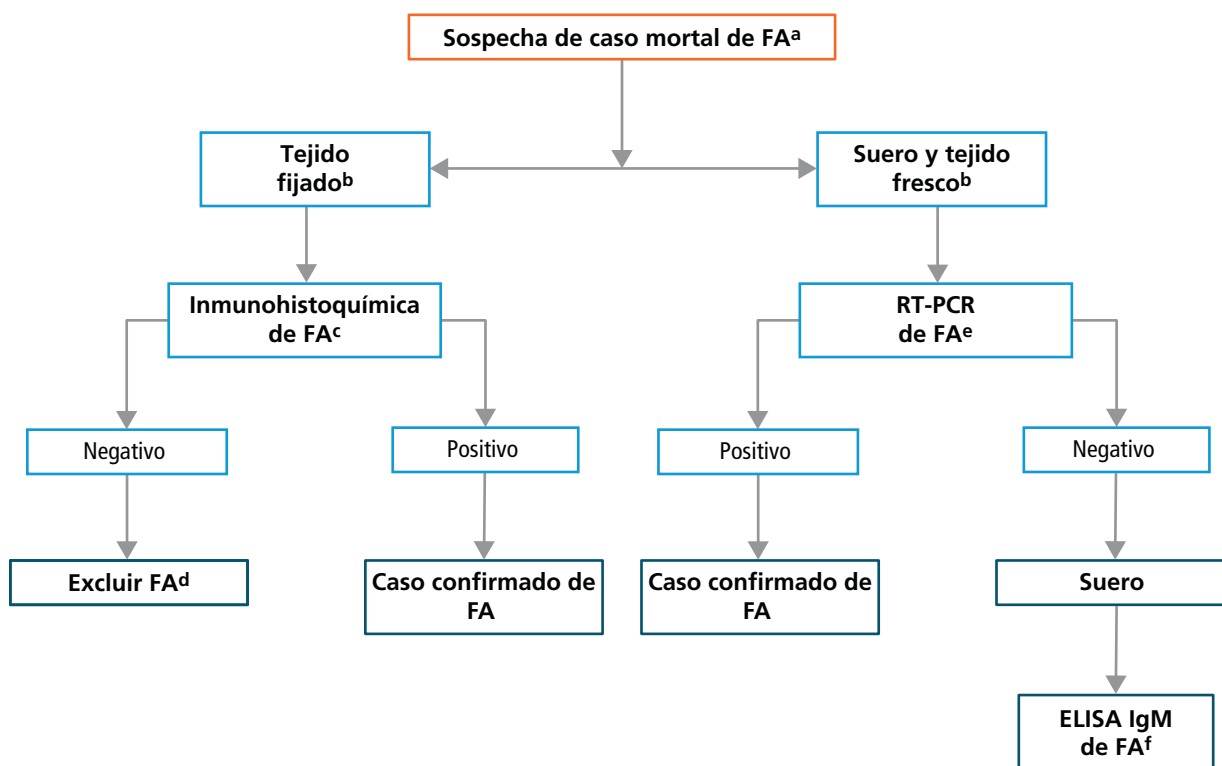 Sospecha de caso mortal de FAa
Tejido
fijadob
Suero y tejido
frescob
Inmunohistoquímica
de FAc
RT-PCR
de FAe
Negativo
Positivo
Positivo
Negativo
Excluir FAd
Caso confirmado de
FA
Caso confirmado de
FA
Suero
ELISA IgM
de FAf